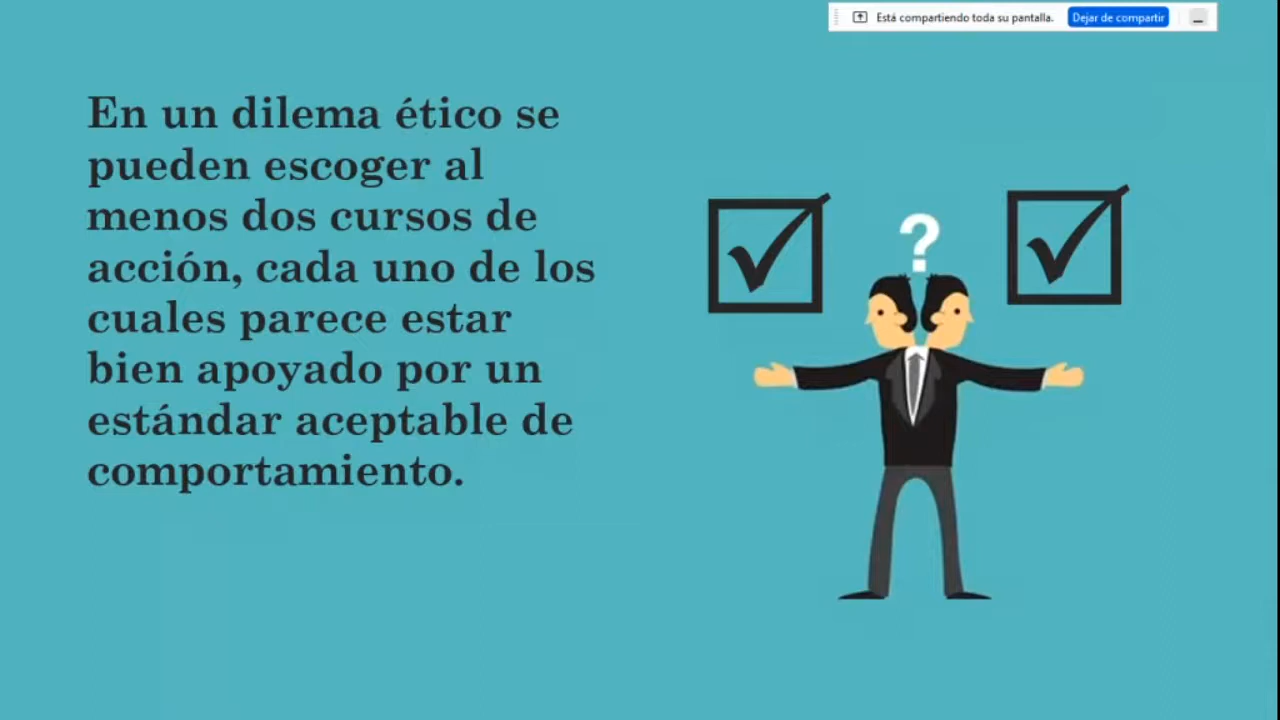 Está compartiendo toda su pantalla. Dejar de compartir
En un dilema ético se
pueden escoger al
menos dos cursos de
acción, cada uno de los
cuales parece estar
bien apoyado por un
estándar aceptable de
comportamiento.
?